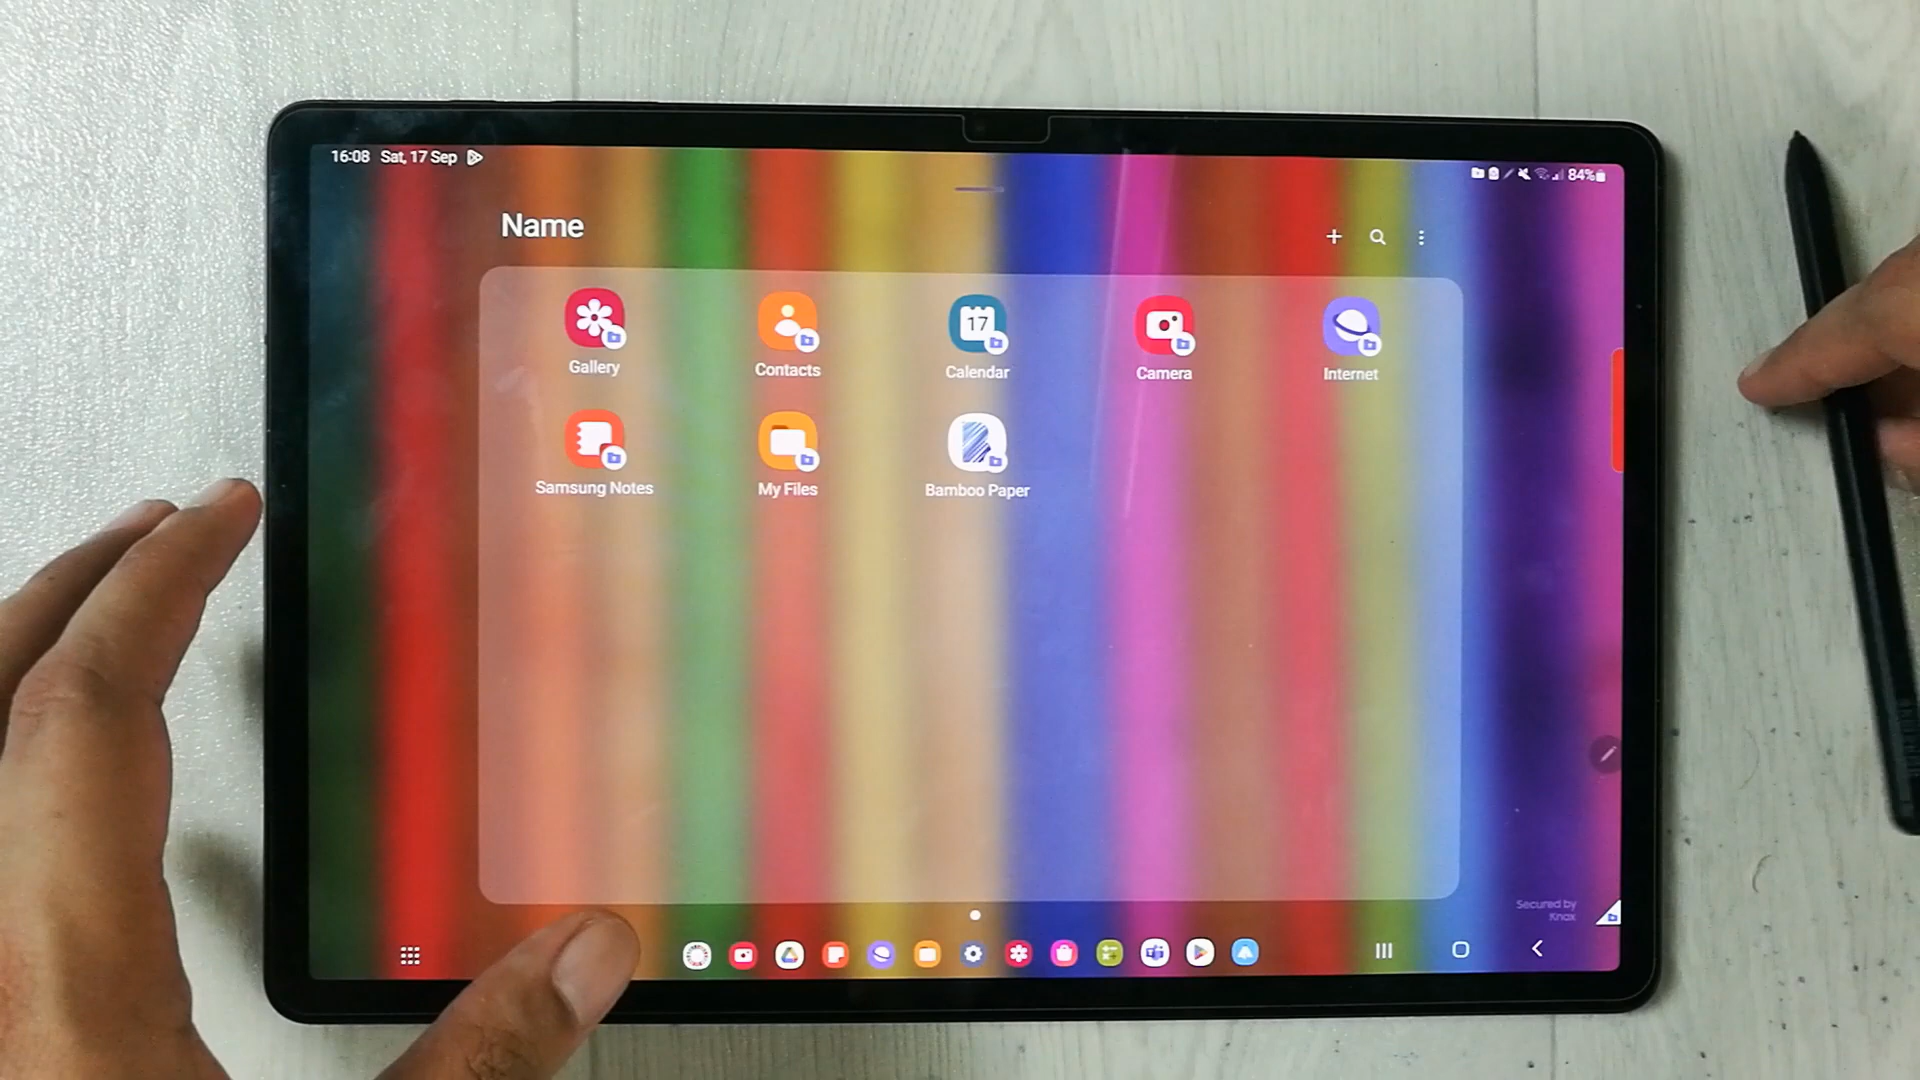 16:08 Sat, 17 Sep
84%
Name
Gallery
Contacts
17
Calendar
Camera
Internet
Samsung Notes
My Files
Bamboo Paper
Secured by
Knox